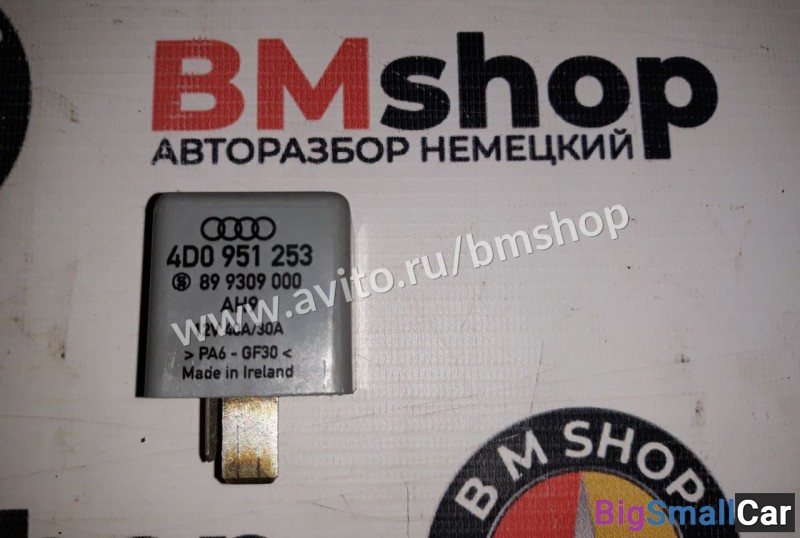 BMshop
АВТОРАЗБОР НЕМЕЦКИЙ
4D0 951 253
89 9309 000
AH9
12V 40A/30A
> PA6 - GF30 <
Made in Ireland
www.avito.ru/bmshop
BM SHOP
BigSmallCar